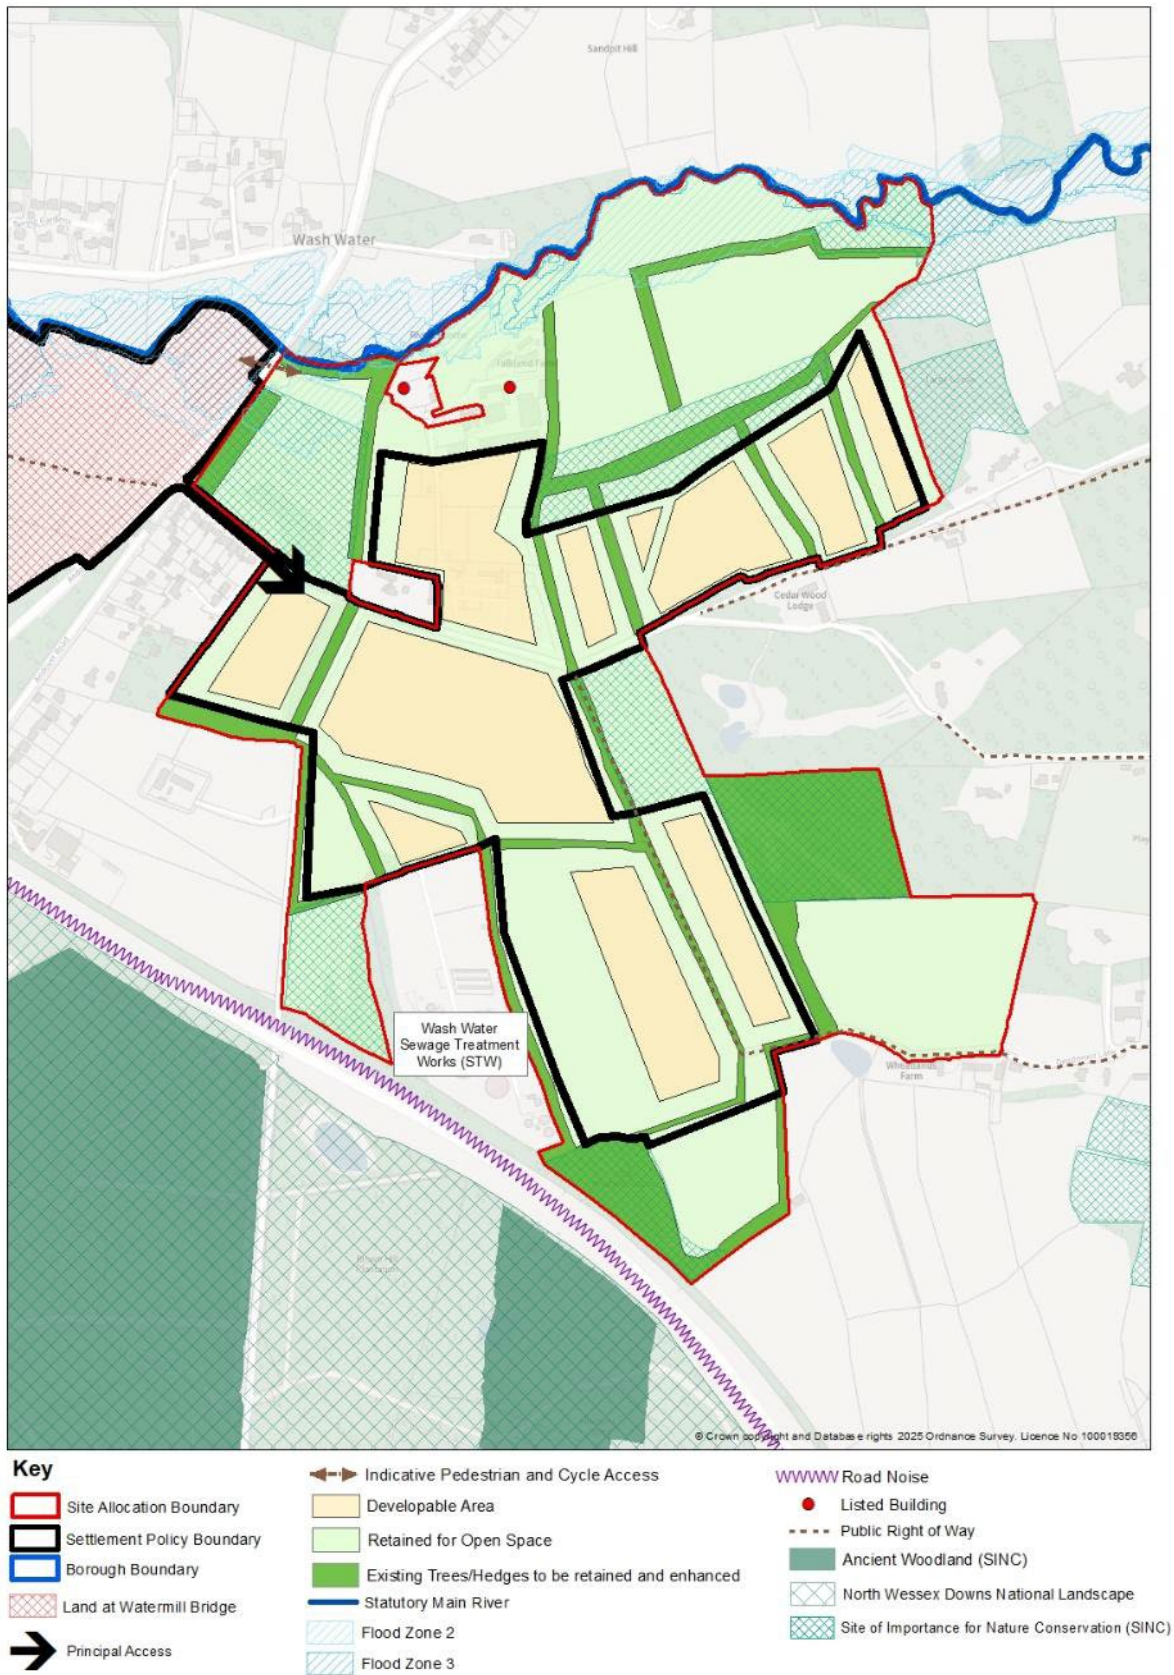 Sandpit Hill
Wash Water
Falkland Farm
Cedar Wood
Lodge
Wash Water
Sewage Treatment
Works (STW)
Wheatlands
Farm
© Crown copyright and Database rights 2025 Ordnance Survey. Licence No 100019356
Key
Site Allocation Boundary
Settlement Policy Boundary
Borough Boundary
Land at Watermill Bridge
Principal Access
Indicative Pedestrian and Cycle Access
Developable Area
Retained for Open Space
Existing Trees/Hedges to be retained and enhanced
Statutory Main River
Flood Zone 2
Flood Zone 3
Road Noise
Listed Building
Public Right of Way
Ancient Woodland (SINC)
North Wessex Downs National Landscape
Site of Importance for Nature Conservation (SINC)